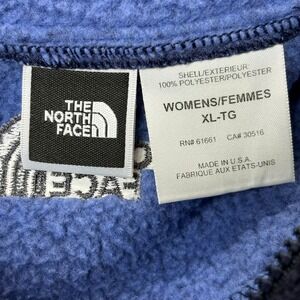 THE
NORTH
FACE
SHELL/EXTERIEUR:
100% POLYESTER/POLYESTER
WOMENS/FEMMES
XL-TG
RN# 61661 CA# 30516
MADE IN U.S.A.
FABRIQUE AUX ETATS-UNIS